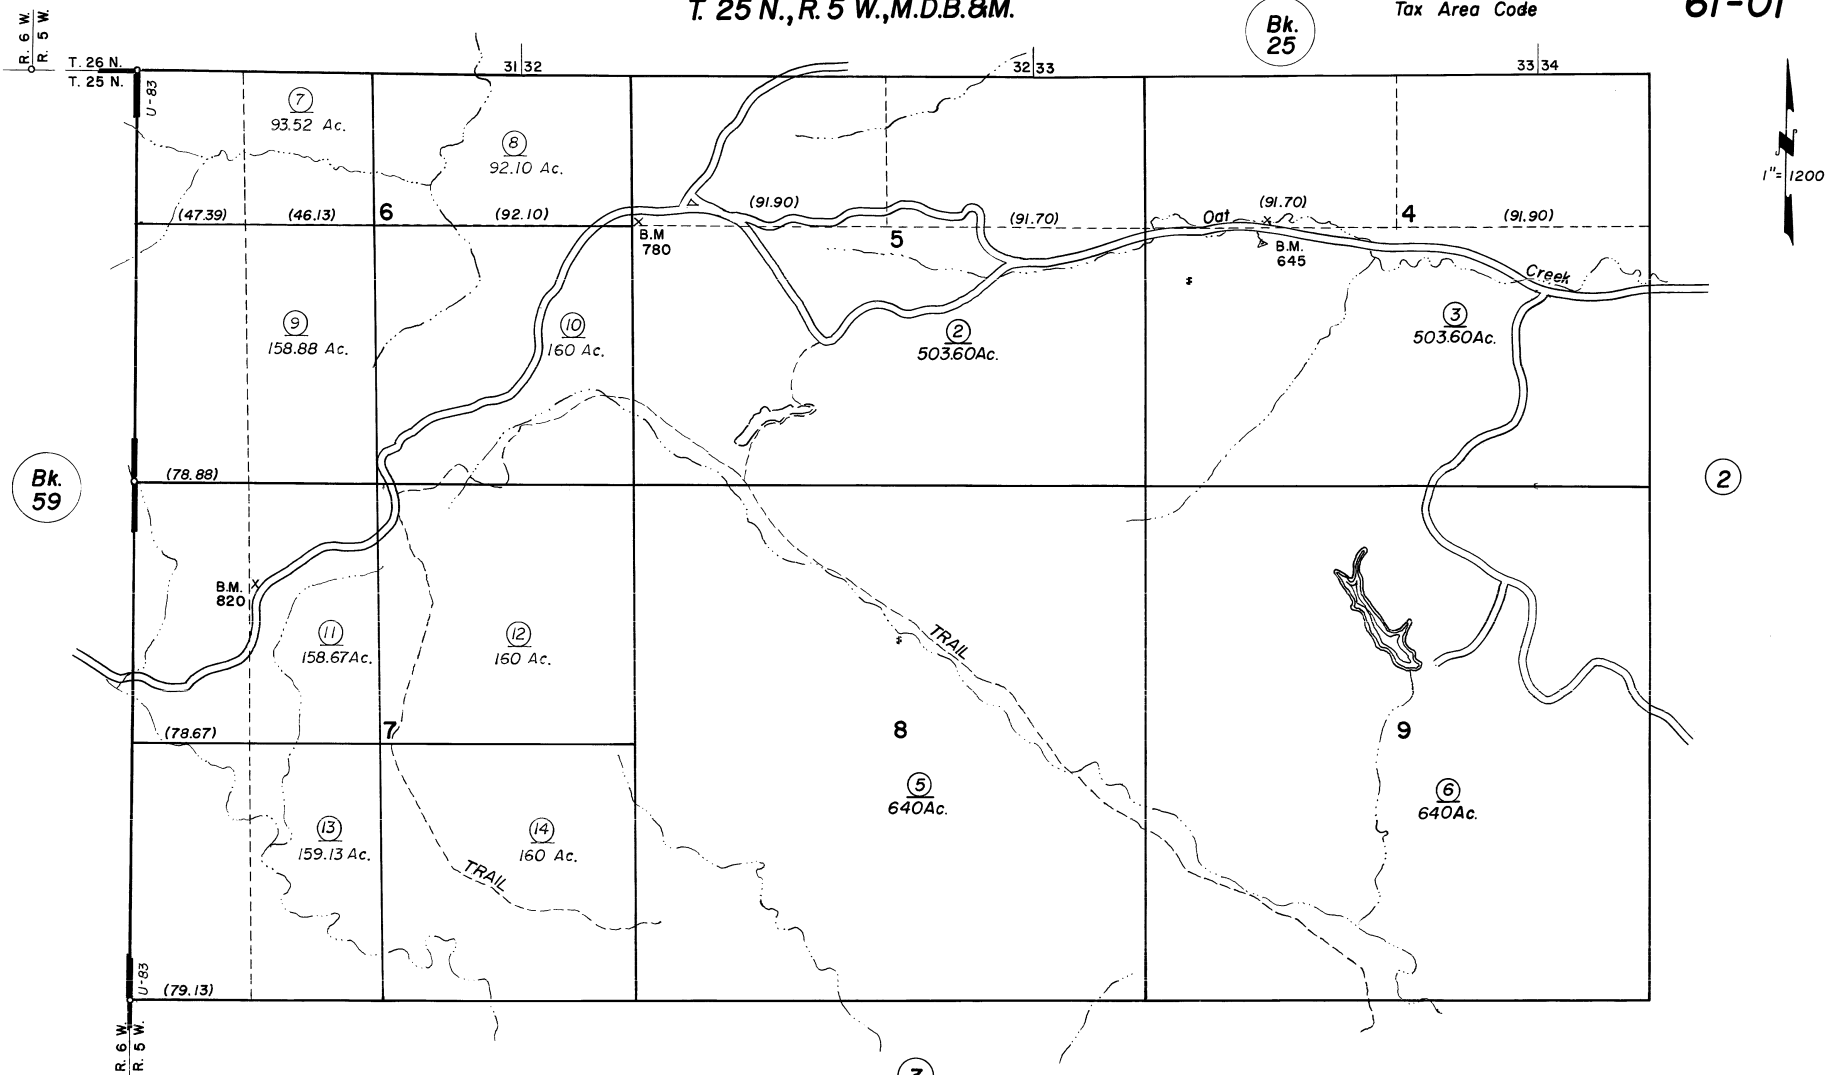 T. 25 N., R. 5 W., M.D.B.&M.
Bk.
25
Tax Area Code
61-01
R. 6 W.
R. 5 W.
T. 26 N.
T. 25 N.
31 32
32 33
33 34
U-83
7
93.52 Ac.
8
92.10 Ac.
N
1"= 1200
(47.39)
(46.13)
6
(92.10)
(91.90)
5
(91.70)
Oat
(91.70)
4
(91.90)
B.M
780
B.M.
645
Creek
9
158.88 Ac.
10
160 Ac.
2
503.60Ac.
3
503.60Ac.
Bk.
59
(78.88)
2
B.M.
820
11
158.67Ac.
12
160 Ac.
TRAIL
(78.67)
7
8
9
5
640Ac.
6
640Ac.
13
159.13 Ac.
14
160 Ac.
TRAIL
U-83
(79.13)
R. 6 W.
R. 5 W.
3